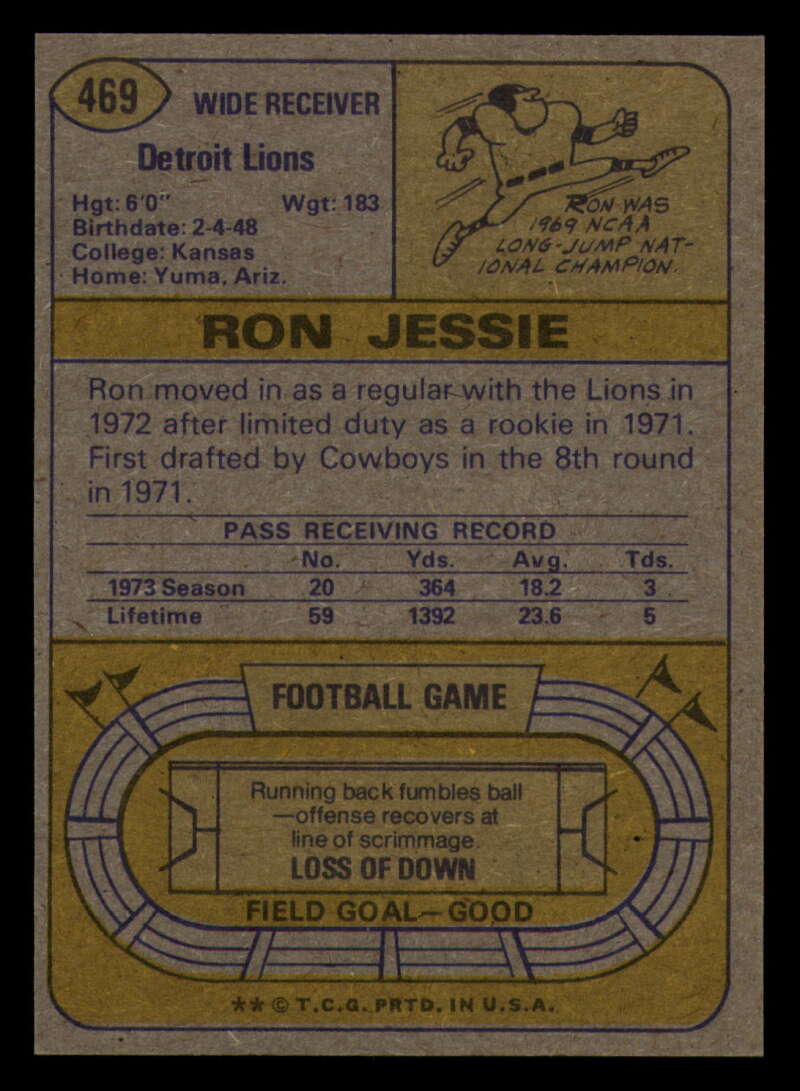 469
WIDE RECEIVER
Detroit Lions
Hgt: 6'0" Wgt: 183
Birthdate: 2-4-48
College: Kansas
Home: Yuma, Ariz.
RON WAS
1969 NCAA
LONG-JUMP NAT-
IONAL CHAMPION.
RON JESSIE
Ron moved in as a regular with the Lions in
1972 after limited duty as a rookie in 1971.
First drafted by Cowboys in the 8th round
in 1971.
PASS RECEIVING RECORD
No. Yds. Avg. Tds.
1973 Season 20 364 18.2 3
Lifetime 59 1392 23.6 5
FOOTBALL GAME
Running back fumbles ball
—offense recovers at
line of scrimmage.
LOSS OF DOWN
FIELD GOAL—GOOD
** © T.C.G. PRTD. IN U.S.A.